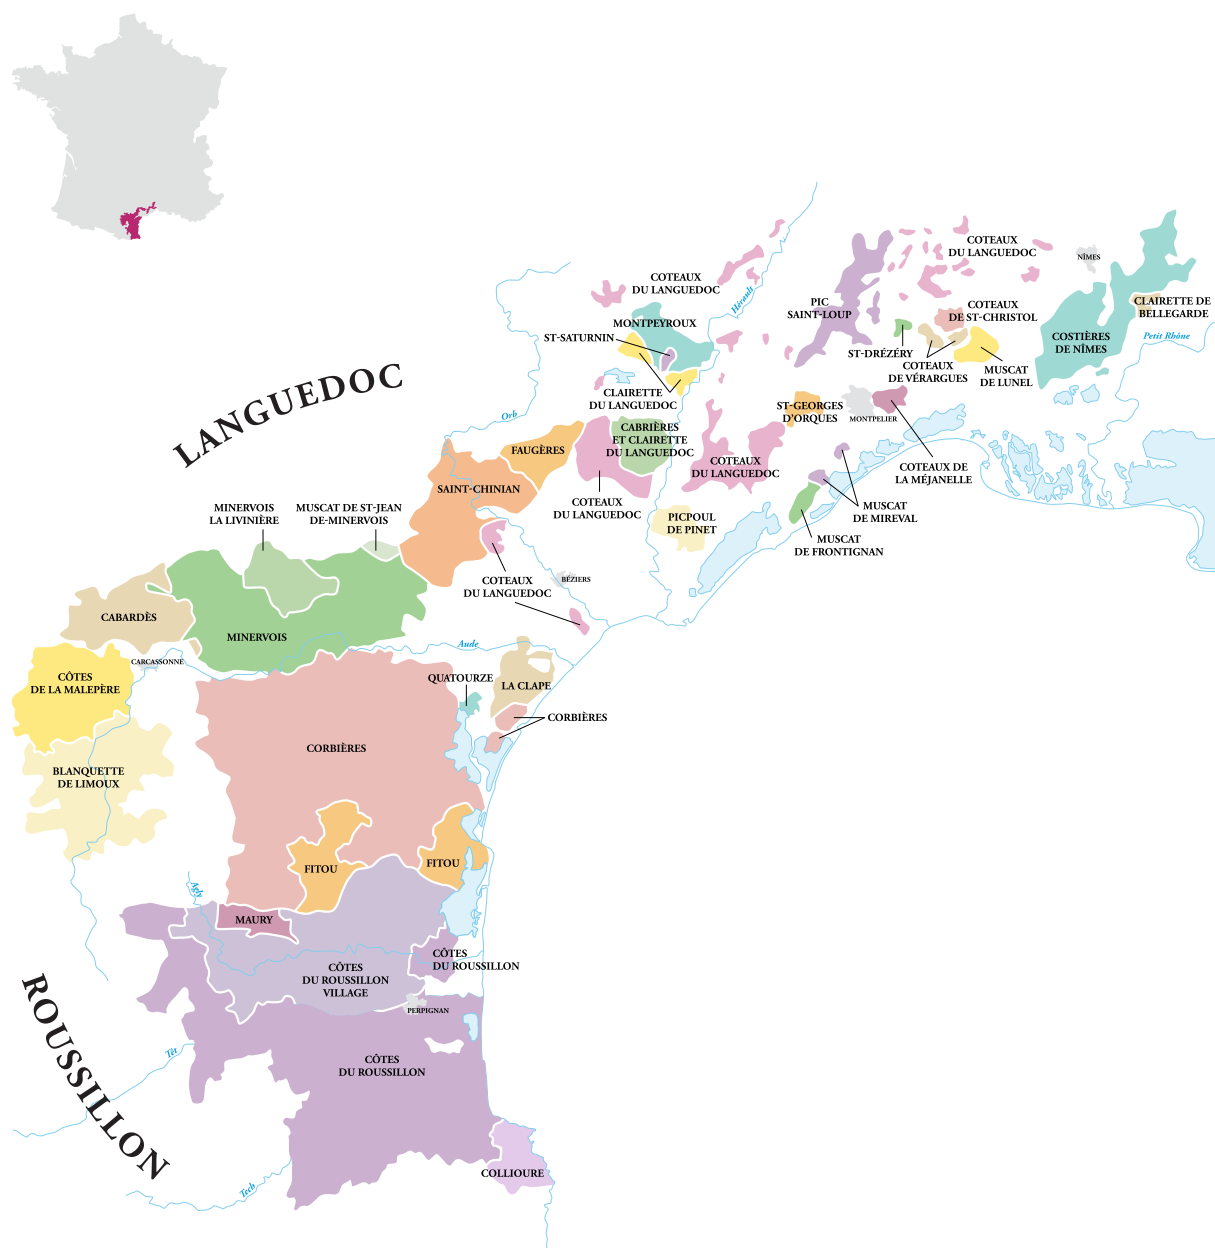 COTEAUX
DU LANGUEDOC
NÎMES
COTEAUX
DU LANGUEDOC
Hérault
PIC
SAINT-LOUP
COTEAUX
DE ST-CHRISTOL
CLAIRETTE DE
BELLEGARDE
MONTPEYROUX
ST-SATURNIN
ST-DRÉZÉRY
COSTIÈRES
DE NÎMES
Petit Rhône
COTEAUX
DE VÉRARGUES
MUSCAT
DE LUNEL
LANGUEDOC
CLAIRETTE
DU LANGUEDOC
ST-GEORGES
D'ORQUES
MONTPELIER
Orb
CABRIÈRES
ET CLAIRETTE
DU LANGUEDOC
FAUGÈRES
COTEAUX
DU LANGUEDOC
COTEAUX DE
LA MÉJANELLE
SAINT-CHINIAN
COTEAUX
DU LANGUEDOC
MINERVOIS
LA LIVINIÈRE
MUSCAT DE ST-JEAN
DE-MINERVOIS
PICPOUL
DE PINET
MUSCAT
DE MIREVAL
MUSCAT
DE FRONTIGNAN
COTEAUX
DU LANGUEDOC
BÉZIERS
CABARDÈS
MINERVOIS
Aude
CARCASSONNE
CÔTES
DE LA MALEPÈRE
QUATOURZE
LA CLAPE
CORBIÈRES
CORBIÈRES
BLANQUETTE
DE LIMOUX
FITOU
FITOU
Agly
MAURY
CÔTES
DU ROUSSILLON
CÔTES
DU ROUSSILLON
VILLAGE
PERPIGNAN
ROUSSILLON
Têt
CÔTES
DU ROUSSILLON
COLLIOURE
Tech